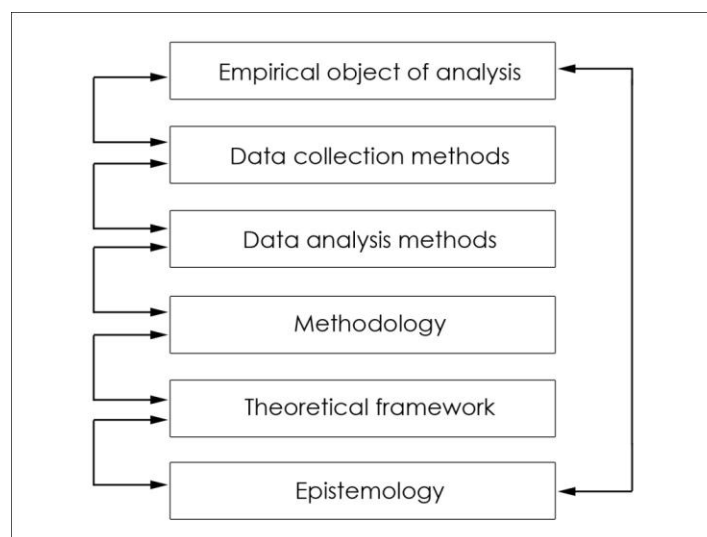 Empirical object of analysis
Data collection methods
Data analysis methods
Methodology
Theoretical framework
Epistemology